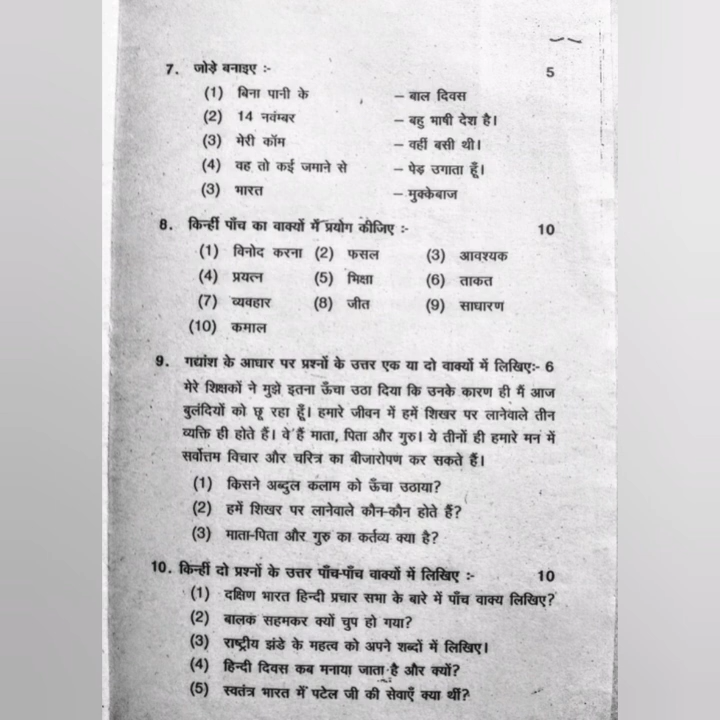 7. जोड़े बनाइए :- 5
(1) बिना पानी के – बाल दिवस
(2) 14 नवंम्बर – बहु भाषी देश है।
(3) मेरी कॉम – वहीं बसी थी।
(4) वह तो कई जमाने से – पेड़ उगाता हूँ।
(3) भारत – मुक्केबाज
8. किन्हीं पाँच का वाक्यों में प्रयोग कीजिए :- 10
(1) विनोद करना (2) फसल (3) आवश्यक
(4) प्रयत्न (5) भिक्षा (6) ताकत
(7) व्यवहार (8) जीत (9) साधारण
(10) कमाल
9. गद्यांश के आधार पर प्रश्नों के उत्तर एक या दो वाक्यों में लिखिए:- 6
मेरे शिक्षकों ने मुझे इतना ऊँचा उठा दिया कि उनके कारण ही मैं आज
बुलंदियों को छू रहा हूँ। हमारे जीवन में हमें शिखर पर लानेवाले तीन
व्यक्ति ही होते हैं। वे हैं माता, पिता और गुरु। ये तीनों ही हमारे मन में
सर्वोत्तम विचार और चरित्र का बीजारोपण कर सकते हैं।
(1) किसने अब्दुल कलाम को ऊँचा उठाया?
(2) हमें शिखर पर लानेवाले कौन-कौन होते हैं?
(3) माता-पिता और गुरु का कर्तव्य क्या है?
10. किन्हीं दो प्रश्नों के उत्तर पाँच-पाँच वाक्यों में लिखिए :- 10
(1) दक्षिण भारत हिन्दी प्रचार सभा के बारे में पाँच वाक्य लिखिए?
(2) बालक सहमकर क्यों चुप हो गया?
(3) राष्ट्रीय झंडे के महत्व को अपने शब्दों में लिखिए।
(4) हिन्दी दिवस कब मनाया जाता है और क्यों?
(5) स्वतंत्र भारत में पटेल जी की सेवाएँ क्या थीं?